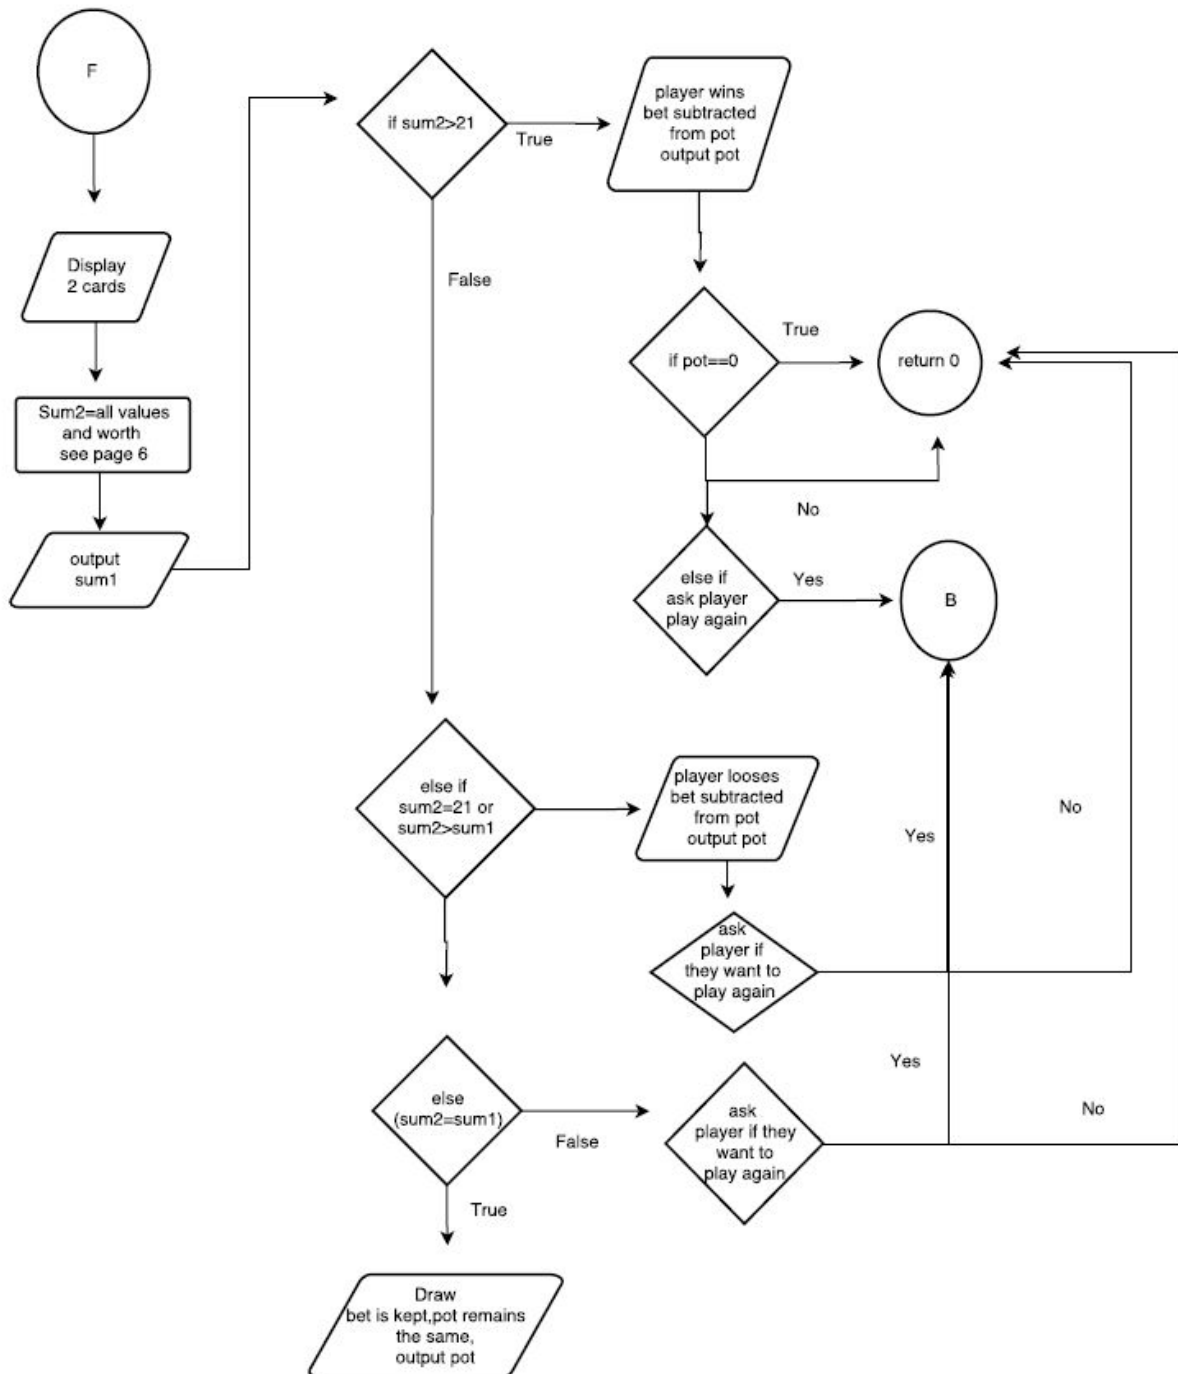 F
Display
2 cards
Sum2=all values
and worth
see page 6
output
sum1
if sum2>21
True
player wins
bet subtracted
from pot
output pot
False
if pot==0
True
return 0
No
else if
ask player
play again
Yes
B
else if
sum2=21 or
sum2>sum1
player looses
bet subtracted
from pot
output pot
Yes
No
ask
player if
they want to
play again
else
(sum2=sum1)
False
ask
player if they
want to
play again
Yes
No
True
Draw
bet is kept,pot remains
the same,
output pot